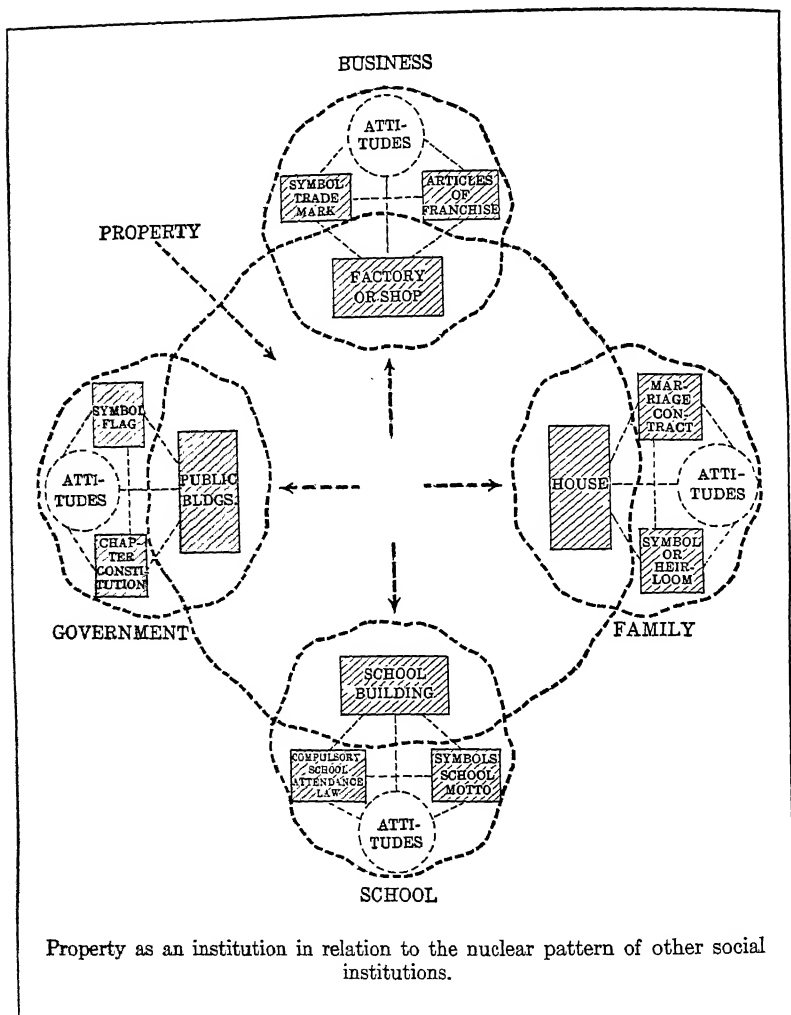 BUSINESS
ATTI-
TUDES
SYMBOL
TRADE
MARK
ARTICLES
OF
FRANCHISE
PROPERTY
FACTORY
OR SHOP
SYMBOL
FLAG
ATTI-
TUDES
PUBLIC
BLDGS.
CHAP-
TER
CONSTI-
TUTION
GOVERNMENT
MAR-
RIAGE
CON-
TRACT
HOUSE
ATTI-
TUDES
SYMBOL
OR
HEIR-
LOOM
FAMILY
SCHOOL
BUILDING
COMPULSORY
SCHOOL
ATTENDANCE
LAW
SYMBOLS
SCHOOL
MOTTO
ATTI-
TUDES
SCHOOL
Property as an institution in relation to the nuclear pattern of other social
institutions.